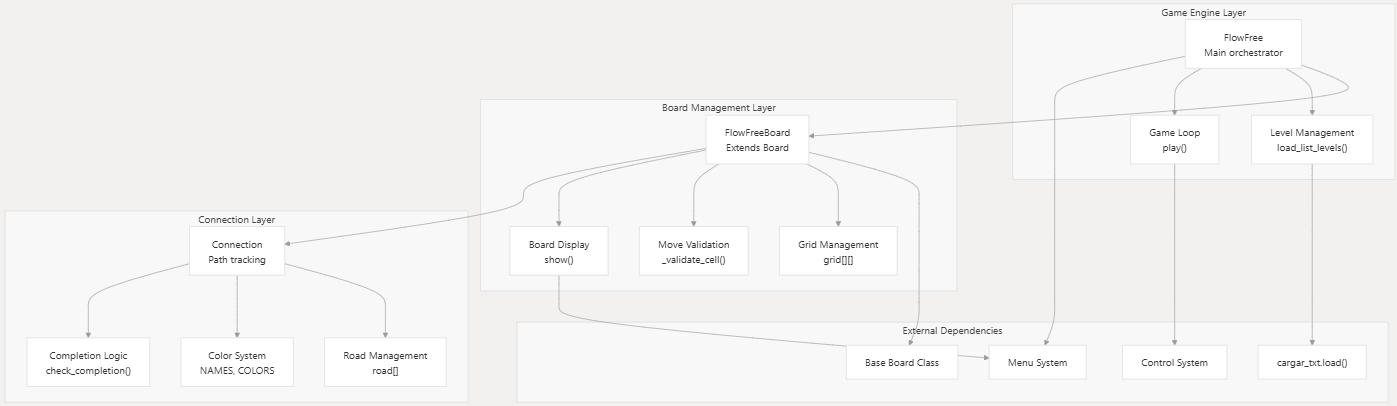 Game Engine Layer
FlowFree
Main orchestrator
Game Loop
play()
Level Management
load_list_levels()
Board Management Layer
FlowFreeBoard
Extends Board
Board Display
show()
Move Validation
_validate_cell()
Grid Management
grid[][]
Connection Layer
Connection
Path tracking
Completion Logic
check_completion()
Color System
NAMES, COLORS
Road Management
road[]
External Dependencies
Base Board Class
Menu System
Control System
cargar_txt.load()